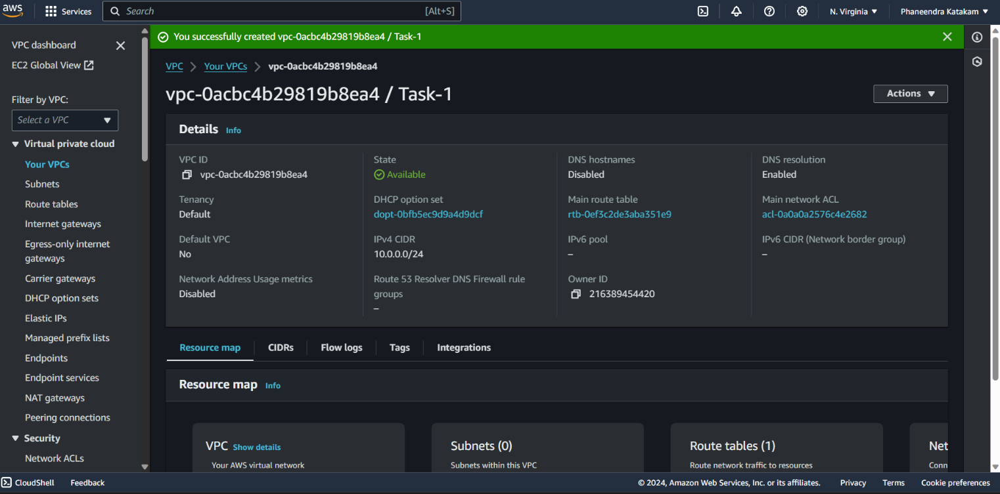 aws
Services
Search
[Alt+S]
N. Virginia
Phaneendra Katakam
VPC dashboard
EC2 Global View
Filter by VPC:
Select a VPC
Virtual private cloud
Your VPCs
Subnets
Route tables
Internet gateways
Egress-only internet
gateways
Carrier gateways
DHCP option sets
Elastic IPs
Managed prefix lists
Endpoints
Endpoint services
NAT gateways
Peering connections
Security
Network ACLs
You successfully created vpc-0acbc4b29819b8ea4 / Task-1
VPC
Your VPCs
vpc-0acbc4b29819b8ea4
vpc-0acbc4b29819b8ea4 / Task-1
Actions
Details Info
VPC ID
vpc-0acbc4b29819b8ea4
State
Available
DNS hostnames
Disabled
DNS resolution
Enabled
Tenancy
Default
DHCP option set
dopt-0bfb5ec9d9a4d9dcf
Main route table
rtb-0ef3c2de3aba351e9
Main network ACL
acl-0a0a0a2576c4e2682
Default VPC
No
IPv4 CIDR
10.0.0.0/24
IPv6 pool
–
IPv6 CIDR (Network border group)
–
Network Address Usage metrics
Disabled
Route 53 Resolver DNS Firewall rule
groups
–
Owner ID
216389454420
Resource map
CIDRs
Flow logs
Tags
Integrations
Resource map Info
VPC Show details
Your AWS virtual network
Subnets (0)
Subnets within this VPC
Route tables (1)
Route network traffic to resources
Net
Conn
CloudShell
Feedback
© 2024, Amazon Web Services, Inc. or its affiliates.
Privacy
Terms
Cookie preferences